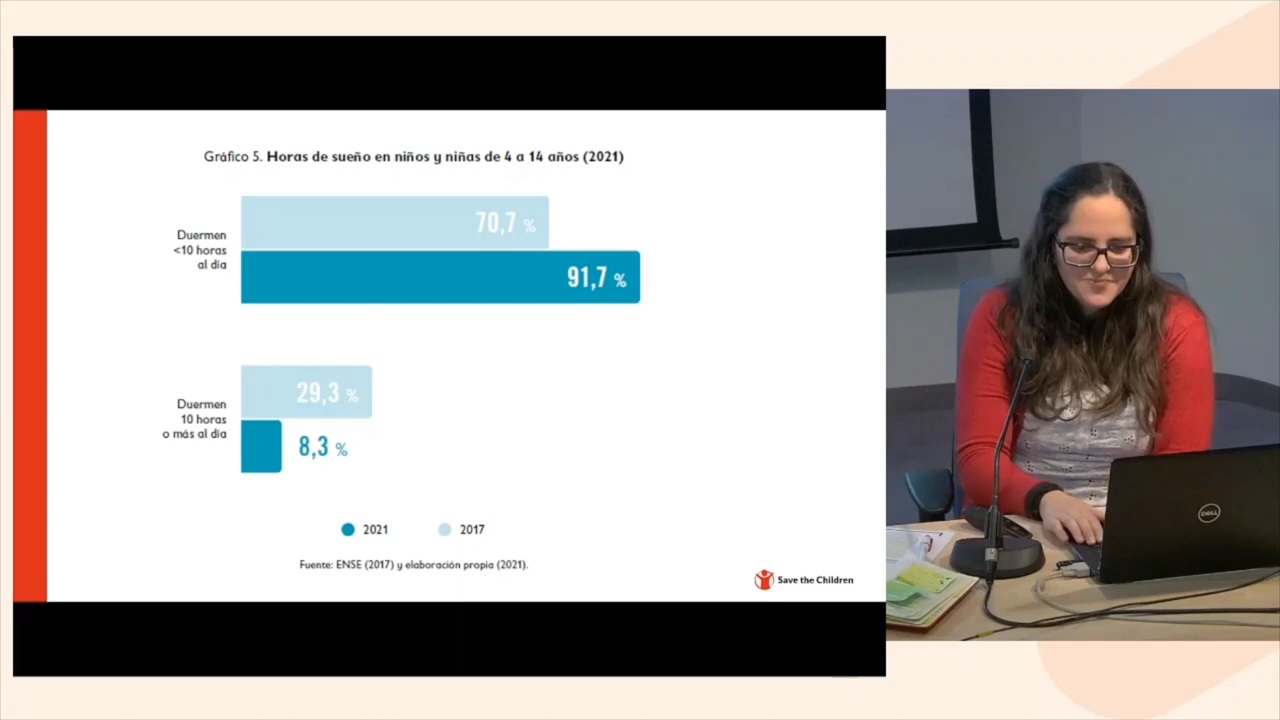 Gráfico 5. Horas de sueño en niños y niñas de 4 a 14 años (2021)
Duermen
<10 horas
al día
70,7 %
91,7 %
Duermen
10 horas
o más al día
29,3 %
8,3 %
2021
2017
Fuente: ENSE (2017) y elaboración propia (2021).
Save the Children
DELL